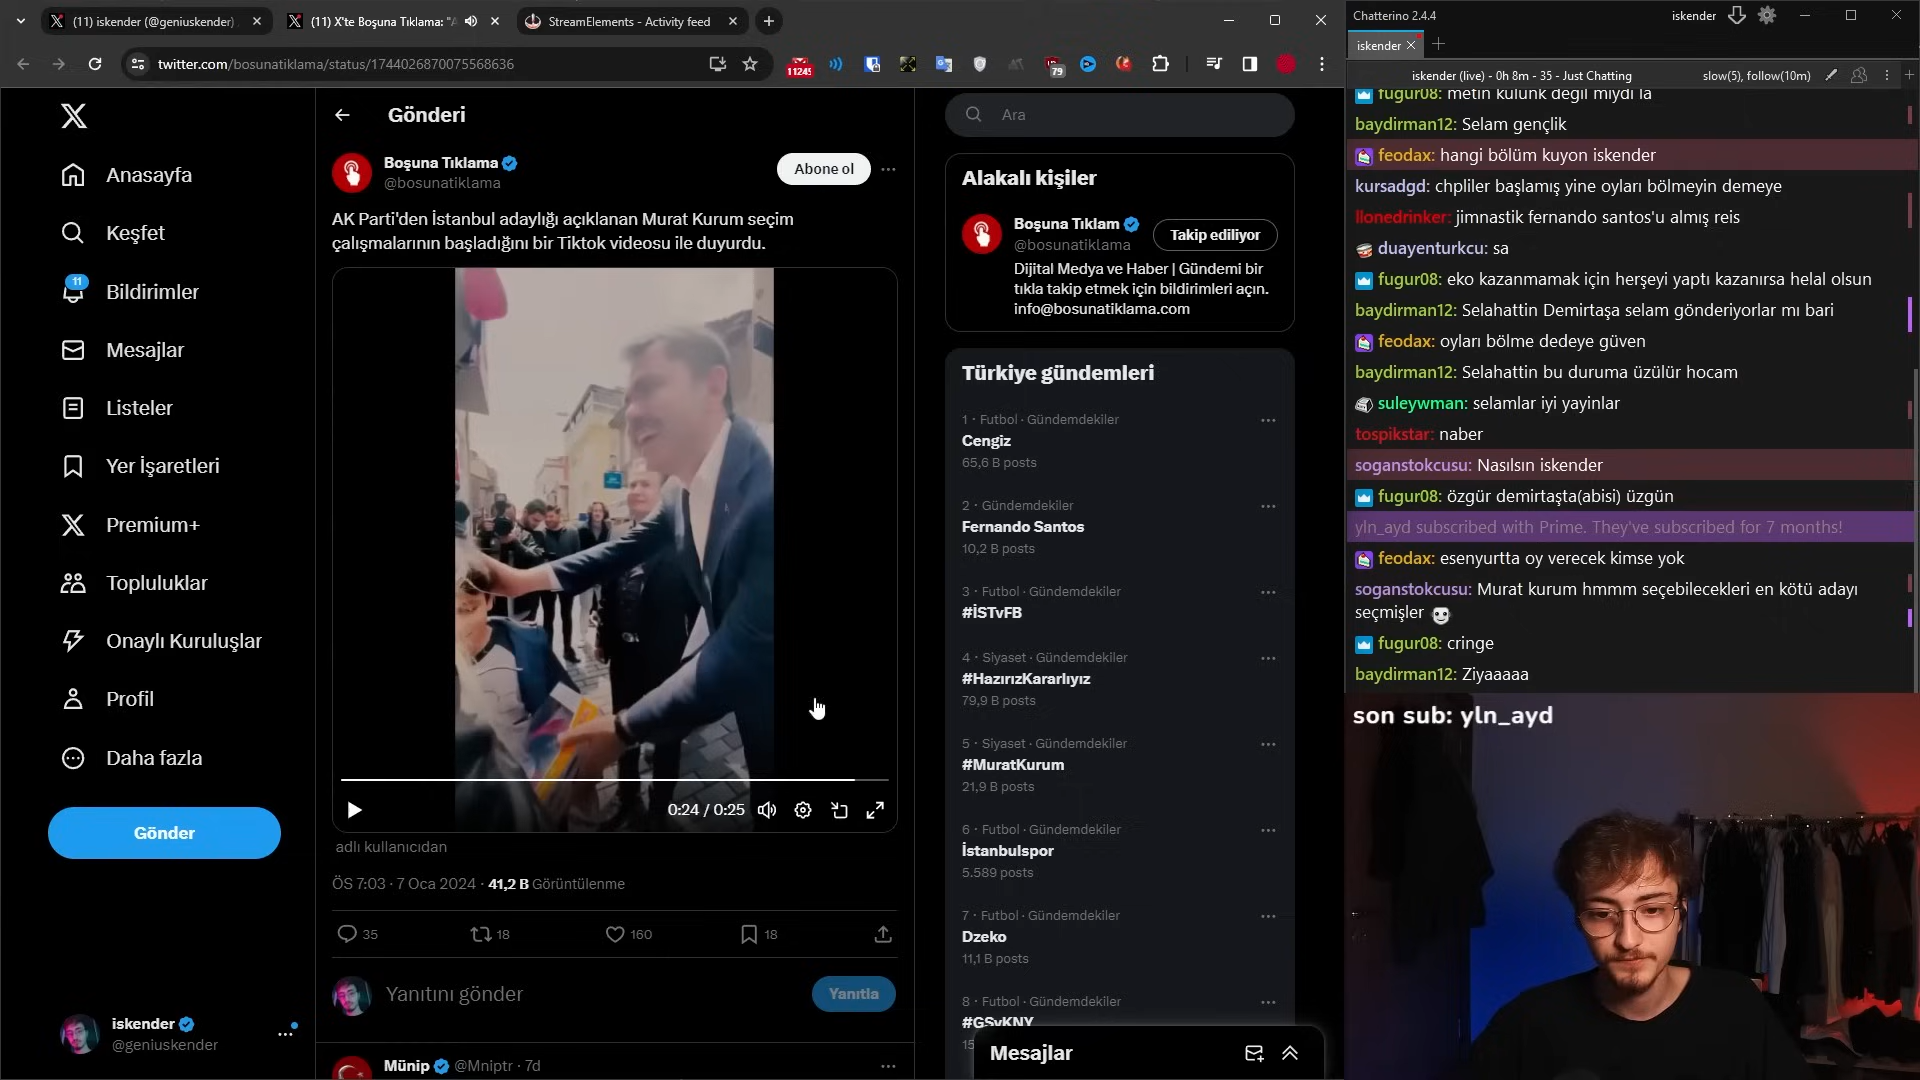 (11) iskender (@geniuskender)
(11) X'te Boşuna Tıklama: "A
StreamElements - Activity feed
twitter.com/bosunatiklama/status/1744026870075568636
11245
79
Anasayfa
Keşfet
11
Bildirimler
Mesajlar
Listeler
Yer İşaretleri
Premium+
Topluluklar
Onaylı Kuruluşlar
Profil
Daha fazla
Gönder
iskender
@geniuskender
Gönderi
Boşuna Tıklama
@bosunatiklama
Abone ol
AK Parti'den İstanbul adaylığı açıklanan Murat Kurum seçim
çalışmalarının başladığını bir Tiktok videosu ile duyurdu.
0:24 / 0:25
adlı kullanıcıdan
ÖS 7:03 · 7 Oca 2024 · 41,2 B Görüntülenme
35 18 160 18
Yanıtını gönder
Yanıtla
Münip @Mniptr · 7d
Ara
Alakalı kişiler
Boşuna Tıklam
@bosunatiklama
Takip ediliyor
Dijital Medya ve Haber | Gündemi bir
tıkla takip etmek için bildirimleri açın.
info@bosunatiklama.com
Türkiye gündemleri
1 · Futbol · Gündemdekiler
Cengiz
65,6 B posts
2 · Gündemdekiler
Fernando Santos
10,2 B posts
3 · Futbol · Gündemdekiler
#İSTvFB
4 · Siyaset · Gündemdekiler
#HazırızKararlıyız
79,9 B posts
5 · Siyaset · Gündemdekiler
#MuratKurum
21,9 B posts
6 · Futbol · Gündemdekiler
İstanbulspor
5.589 posts
7 · Futbol · Gündemdekiler
Dzeko
11,1 B posts
8 · Futbol · Gündemdekiler
#GSvKNY
15
Mesajlar
Chatterino 2.4.4
iskender
iskender
iskender (live) - 0h 8m - 35 - Just Chatting
slow(5), follow(10m)
fugur08: metin kulunk degil miydi la
baydirman12: Selam gençlik
feodax: hangi bölüm kuyon iskender
kursadgd: chpliler başlamış yine oyları bölmeyin demeye
llonedrinker: jimnastik fernando santos'u almış reis
duayenturkcu: sa
fugur08: eko kazanmamak için herşeyi yaptı kazanırsa helal olsun
baydirman12: Selahattin Demirtaşa selam gönderiyorlar mı bari
feodax: oyları bölme dedeye güven
baydirman12: Selahattin bu duruma üzülür hocam
suleywman: selamlar iyi yayinlar
tospikstar: naber
soganstokcusu: Nasılsın iskender
fugur08: özgür demirtaşta(abisi) üzgün
yln_ayd subscribed with Prime. They've subscribed for 7 months!
feodax: esenyurtta oy verecek kimse yok
soganstokcusu: Murat kurum hmmm seçebilecekleri en kötü adayı
seçmişler
fugur08: cringe
baydirman12: Ziyaaaaa
son sub: yln_ayd